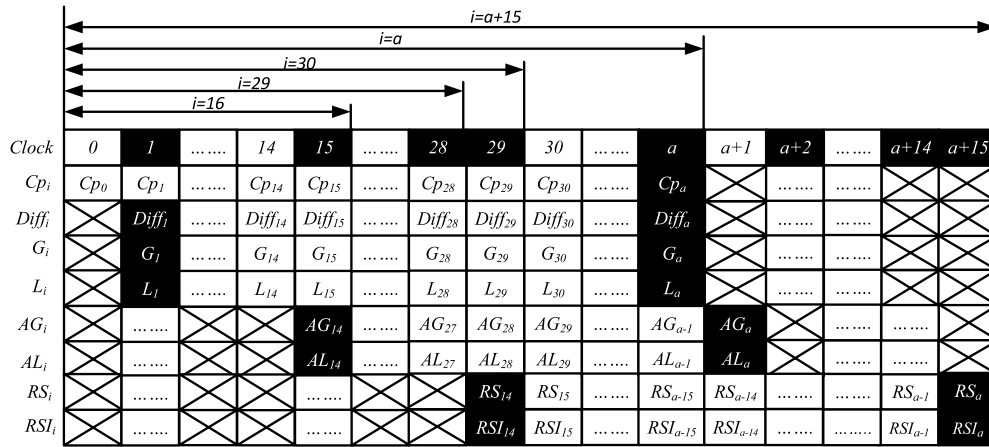 i=a+15
i=a
i=30
i=29
i=16
Clock 0 1 ....... 14 15 ....... 28 29 30 ....... a a+1 a+2 ....... a+14 a+15
Cpi Cp0 Cp1 ....... Cp14 Cp15 ....... Cp28 Cp29 Cp30 ....... Cpa ....... .......
Diffi Diff1 ....... Diff14 Diff15 ....... Diff28 Diff29 Diff30 ....... Diffa ....... .......
Gi G1 ....... G14 G15 ....... G28 G29 G30 ....... Ga ....... .......
Li L1 ....... L14 L15 ....... L28 L29 L30 ....... La ....... .......
AGi ....... AG14 ....... AG27 AG28 AG29 ....... AGa-1 AGa ....... .......
ALi ....... AL14 ....... AL27 AL28 AL29 ....... ALa-1 ALa ....... .......
RSi ....... ....... RS14 RS15 ....... RSa-15 RSa-14 ....... ....... RSa-1 RSa
RSIi ....... ....... RSI14 RSI15 ....... RSIa-15 RSIa-14 ....... ....... RSIa-1 RSIa